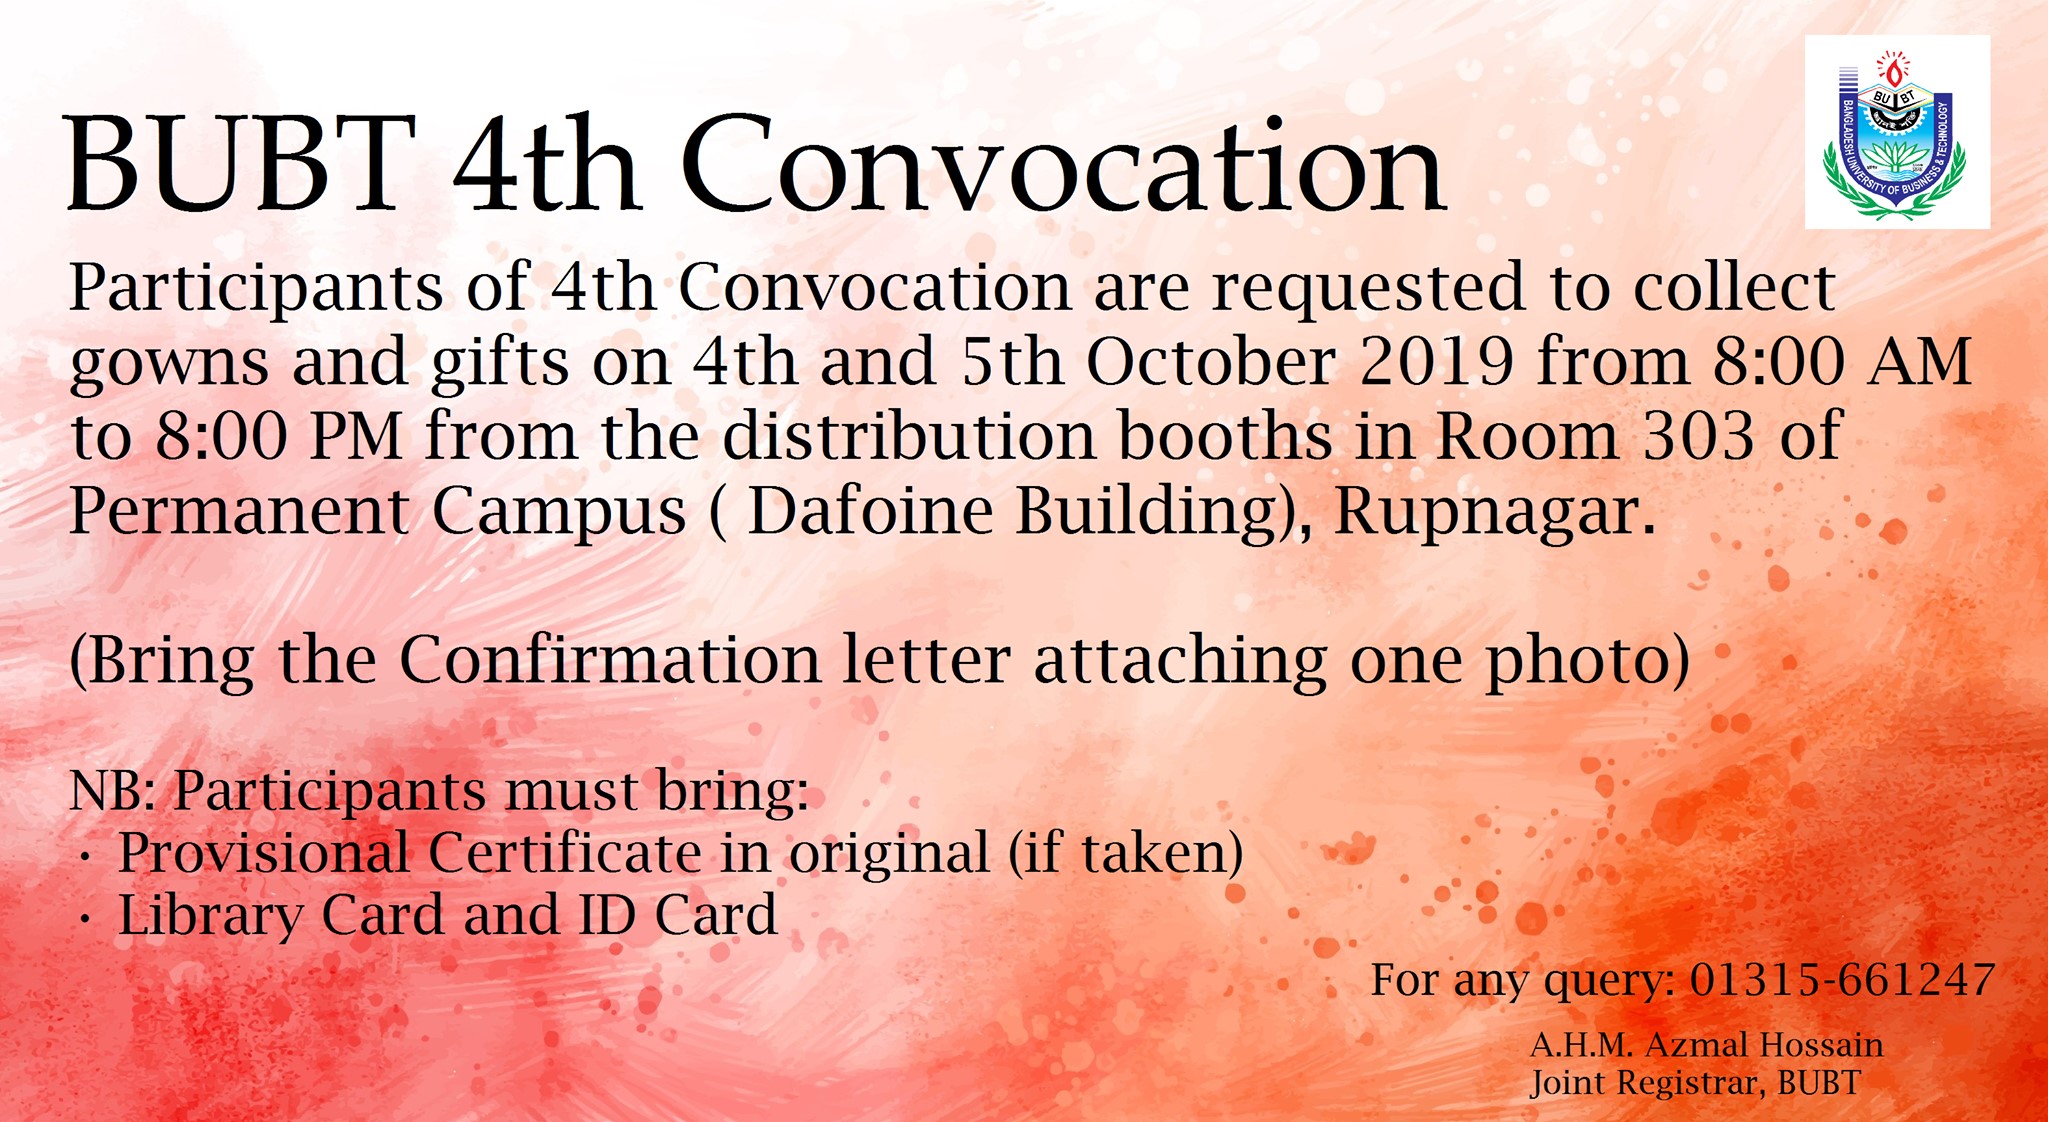 BUBT 4th Convocation
BU BT
BANGLADESH UNIVERSITY OF BUSINESS & TECHNOLOGY
Participants of 4th Convocation are requested to collect
gowns and gifts on 4th and 5th October 2019 from 8:00 AM
to 8:00 PM from the distribution booths in Room 303 of
Permanent Campus ( Dafoine Building), Rupnagar.
(Bring the Confirmation letter attaching one photo)
NB: Participants must bring:
· Provisional Certificate in original (if taken)
· Library Card and ID Card
For any query: 01315-661247
A.H.M. Azmal Hossain
Joint Registrar, BUBT